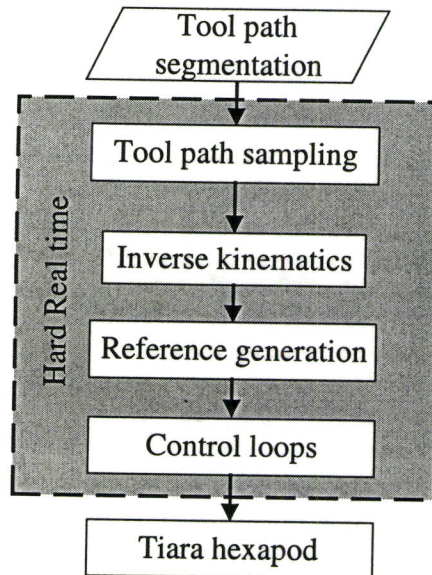 Tool path
segmentation
Tool path sampling
Hard Real time
Inverse kinematics
Reference generation
Control loops
Tiara hexapod